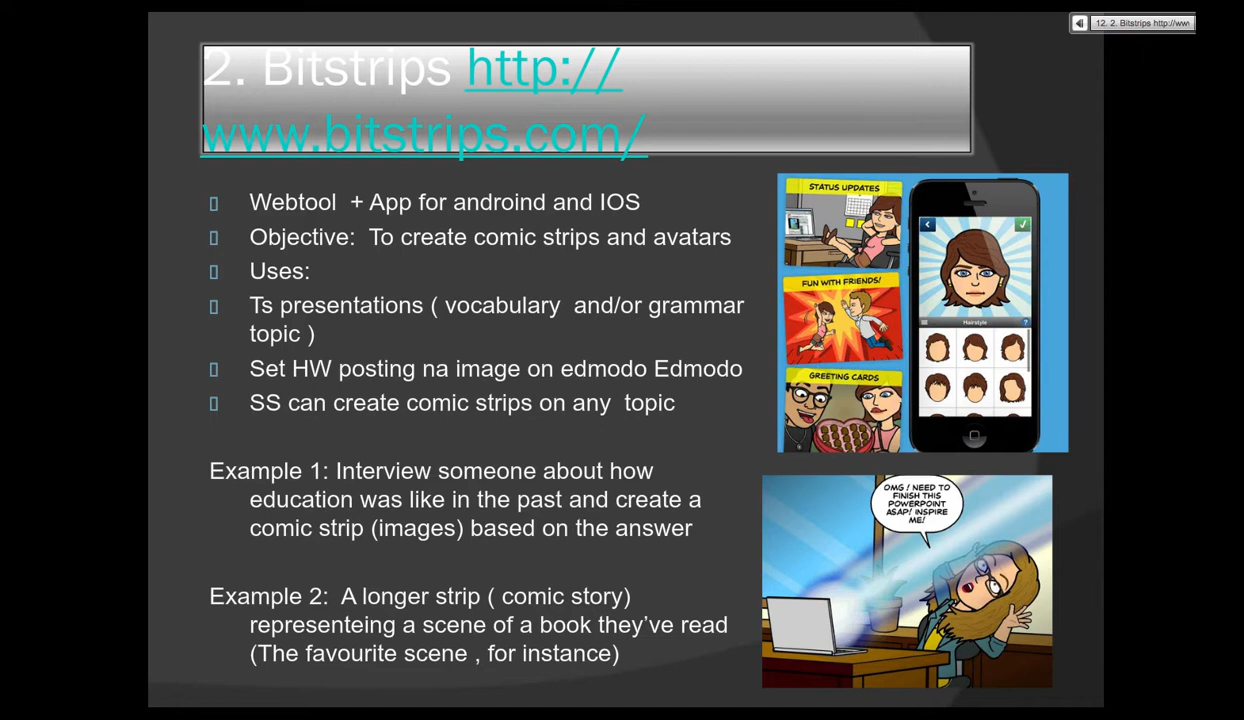 12. 2. Bitstrips http://ww
2. Bitstrips http://
www.bitstrips.com/
Webtool + App for androind and IOS
Objective: To create comic strips and avatars
Uses:
Ts presentations ( vocabulary and/or grammar
topic )
Set HW posting na image on edmodo Edmodo
SS can create comic strips on any topic
Example 1: Interview someone about how
education was like in the past and create a
comic strip (images) based on the answer
Example 2: A longer strip ( comic story)
representeing a scene of a book they've read
(The favourite scene , for instance)
STATUS UPDATES
FUN WITH FRIENDS!
GREETING CARDS
Hairstyle
?
OMG ! NEED TO
FINISH THIS
POWERPOINT
ASAP! INSPIRE
ME!